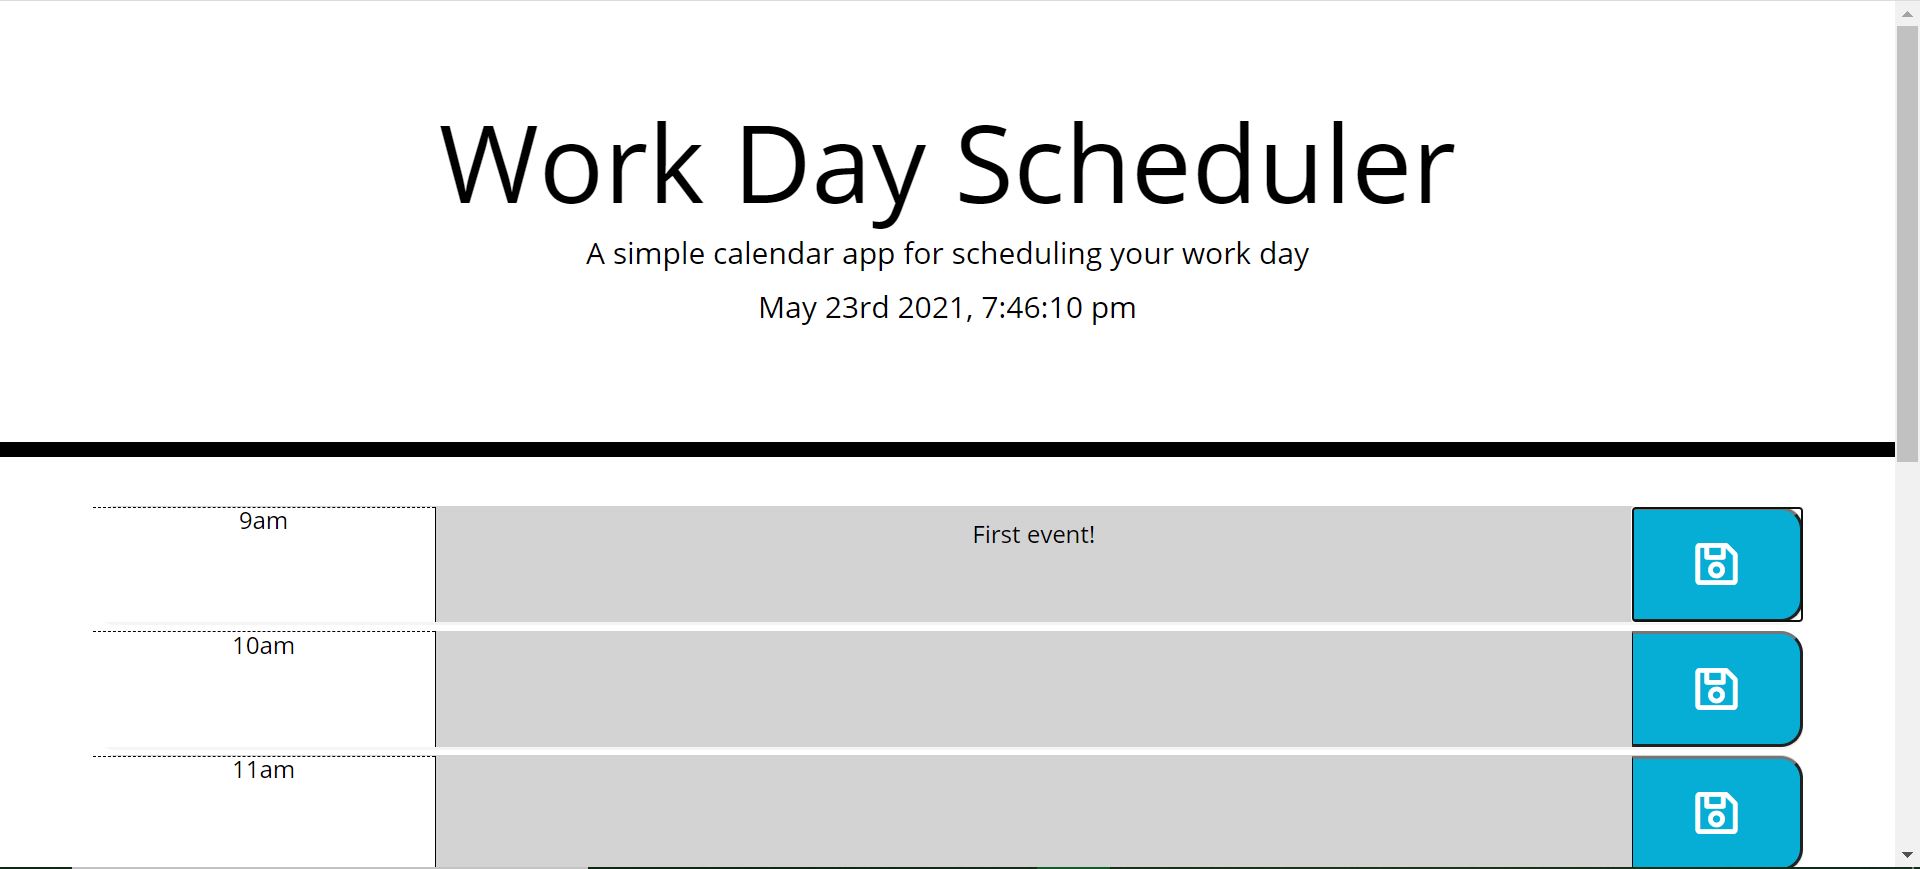 Work Day Scheduler
A simple calendar app for scheduling your work day
May 23rd 2021, 7:46:10 pm
9am
First event!
10am
11am